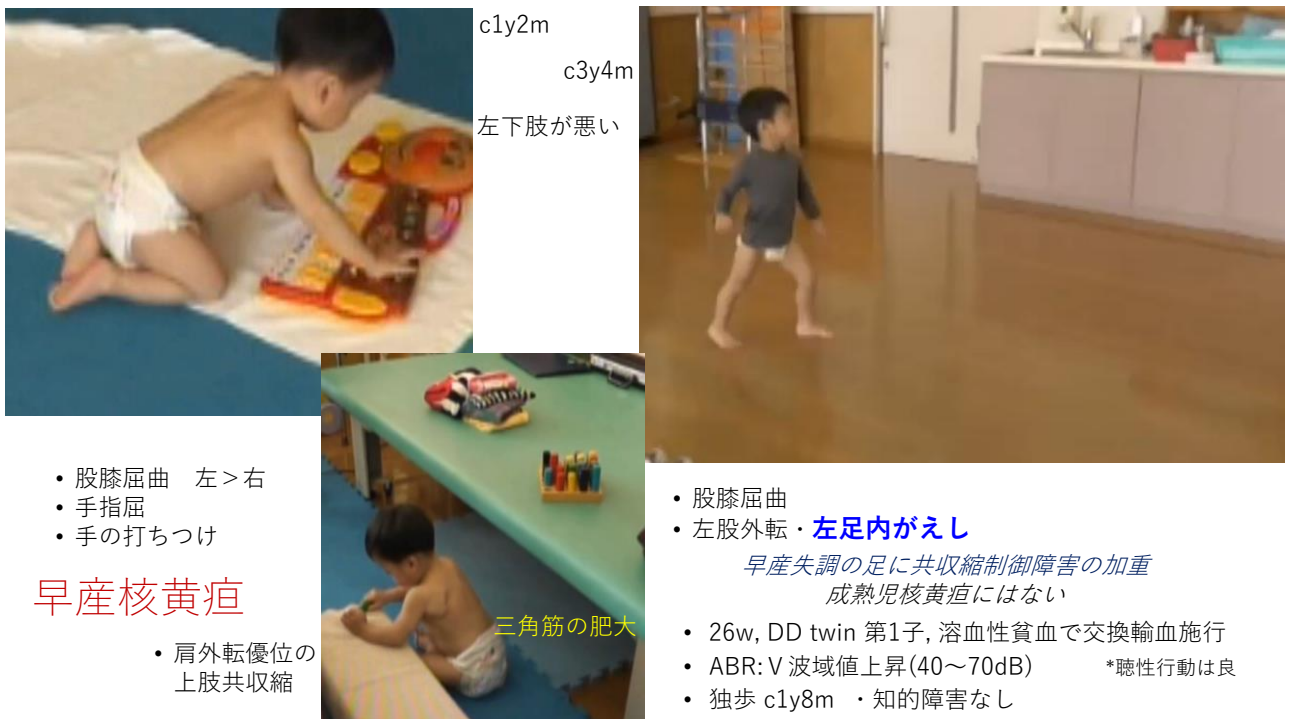 c1y2m
c3y4m
左下肢が悪い
• 股膝屈曲 左＞右
• 手指屈
• 手の打ちつけ
早産核黄疸
• 肩外転優位の
上肢共収縮
三角筋の肥大
• 股膝屈曲
• 左股外転・左足内がえし
早産失調の足に共収縮制御障害の加重
成熟児核黄疸にはない
• 26w, DD twin 第1子, 溶血性貧血で交換輸血施行
• ABR:Ⅴ波域値上昇(40～70dB) *聴性行動は良
• 独歩 c1y8m ・知的障害なし